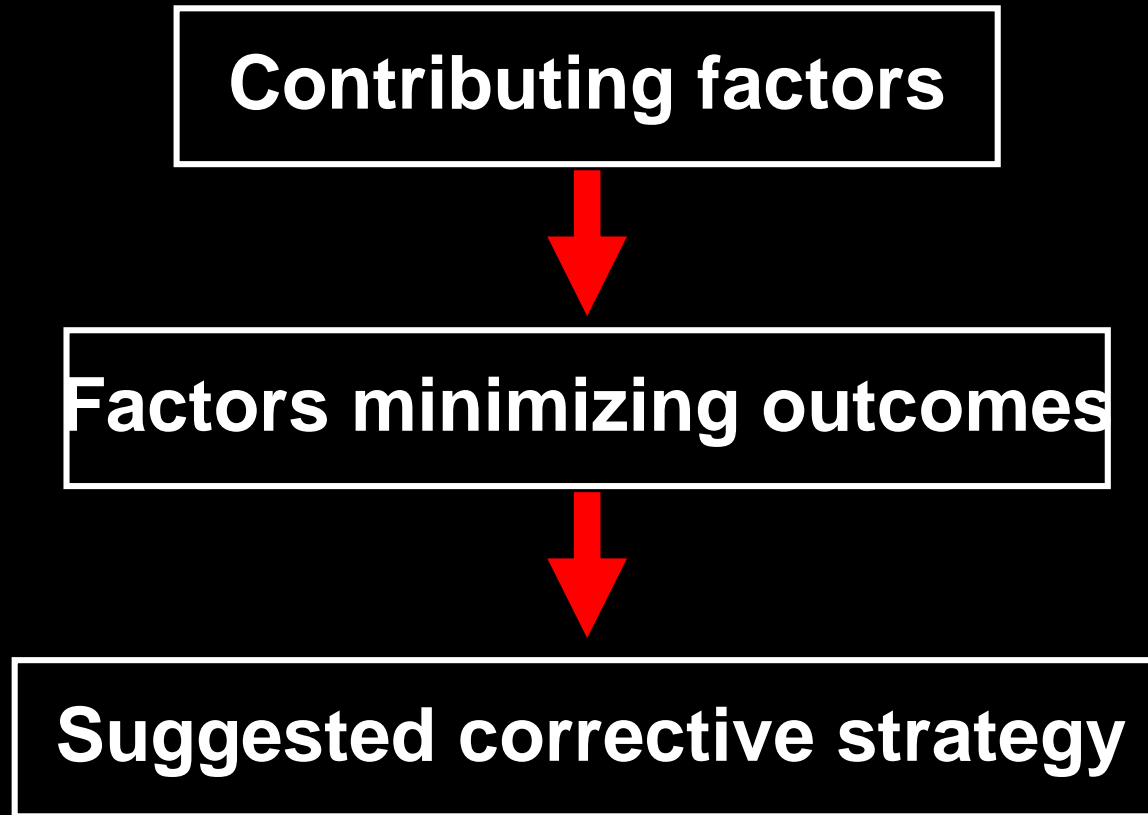 Contributing factors
Factors minimizing outcomes
Suggested corrective strategy